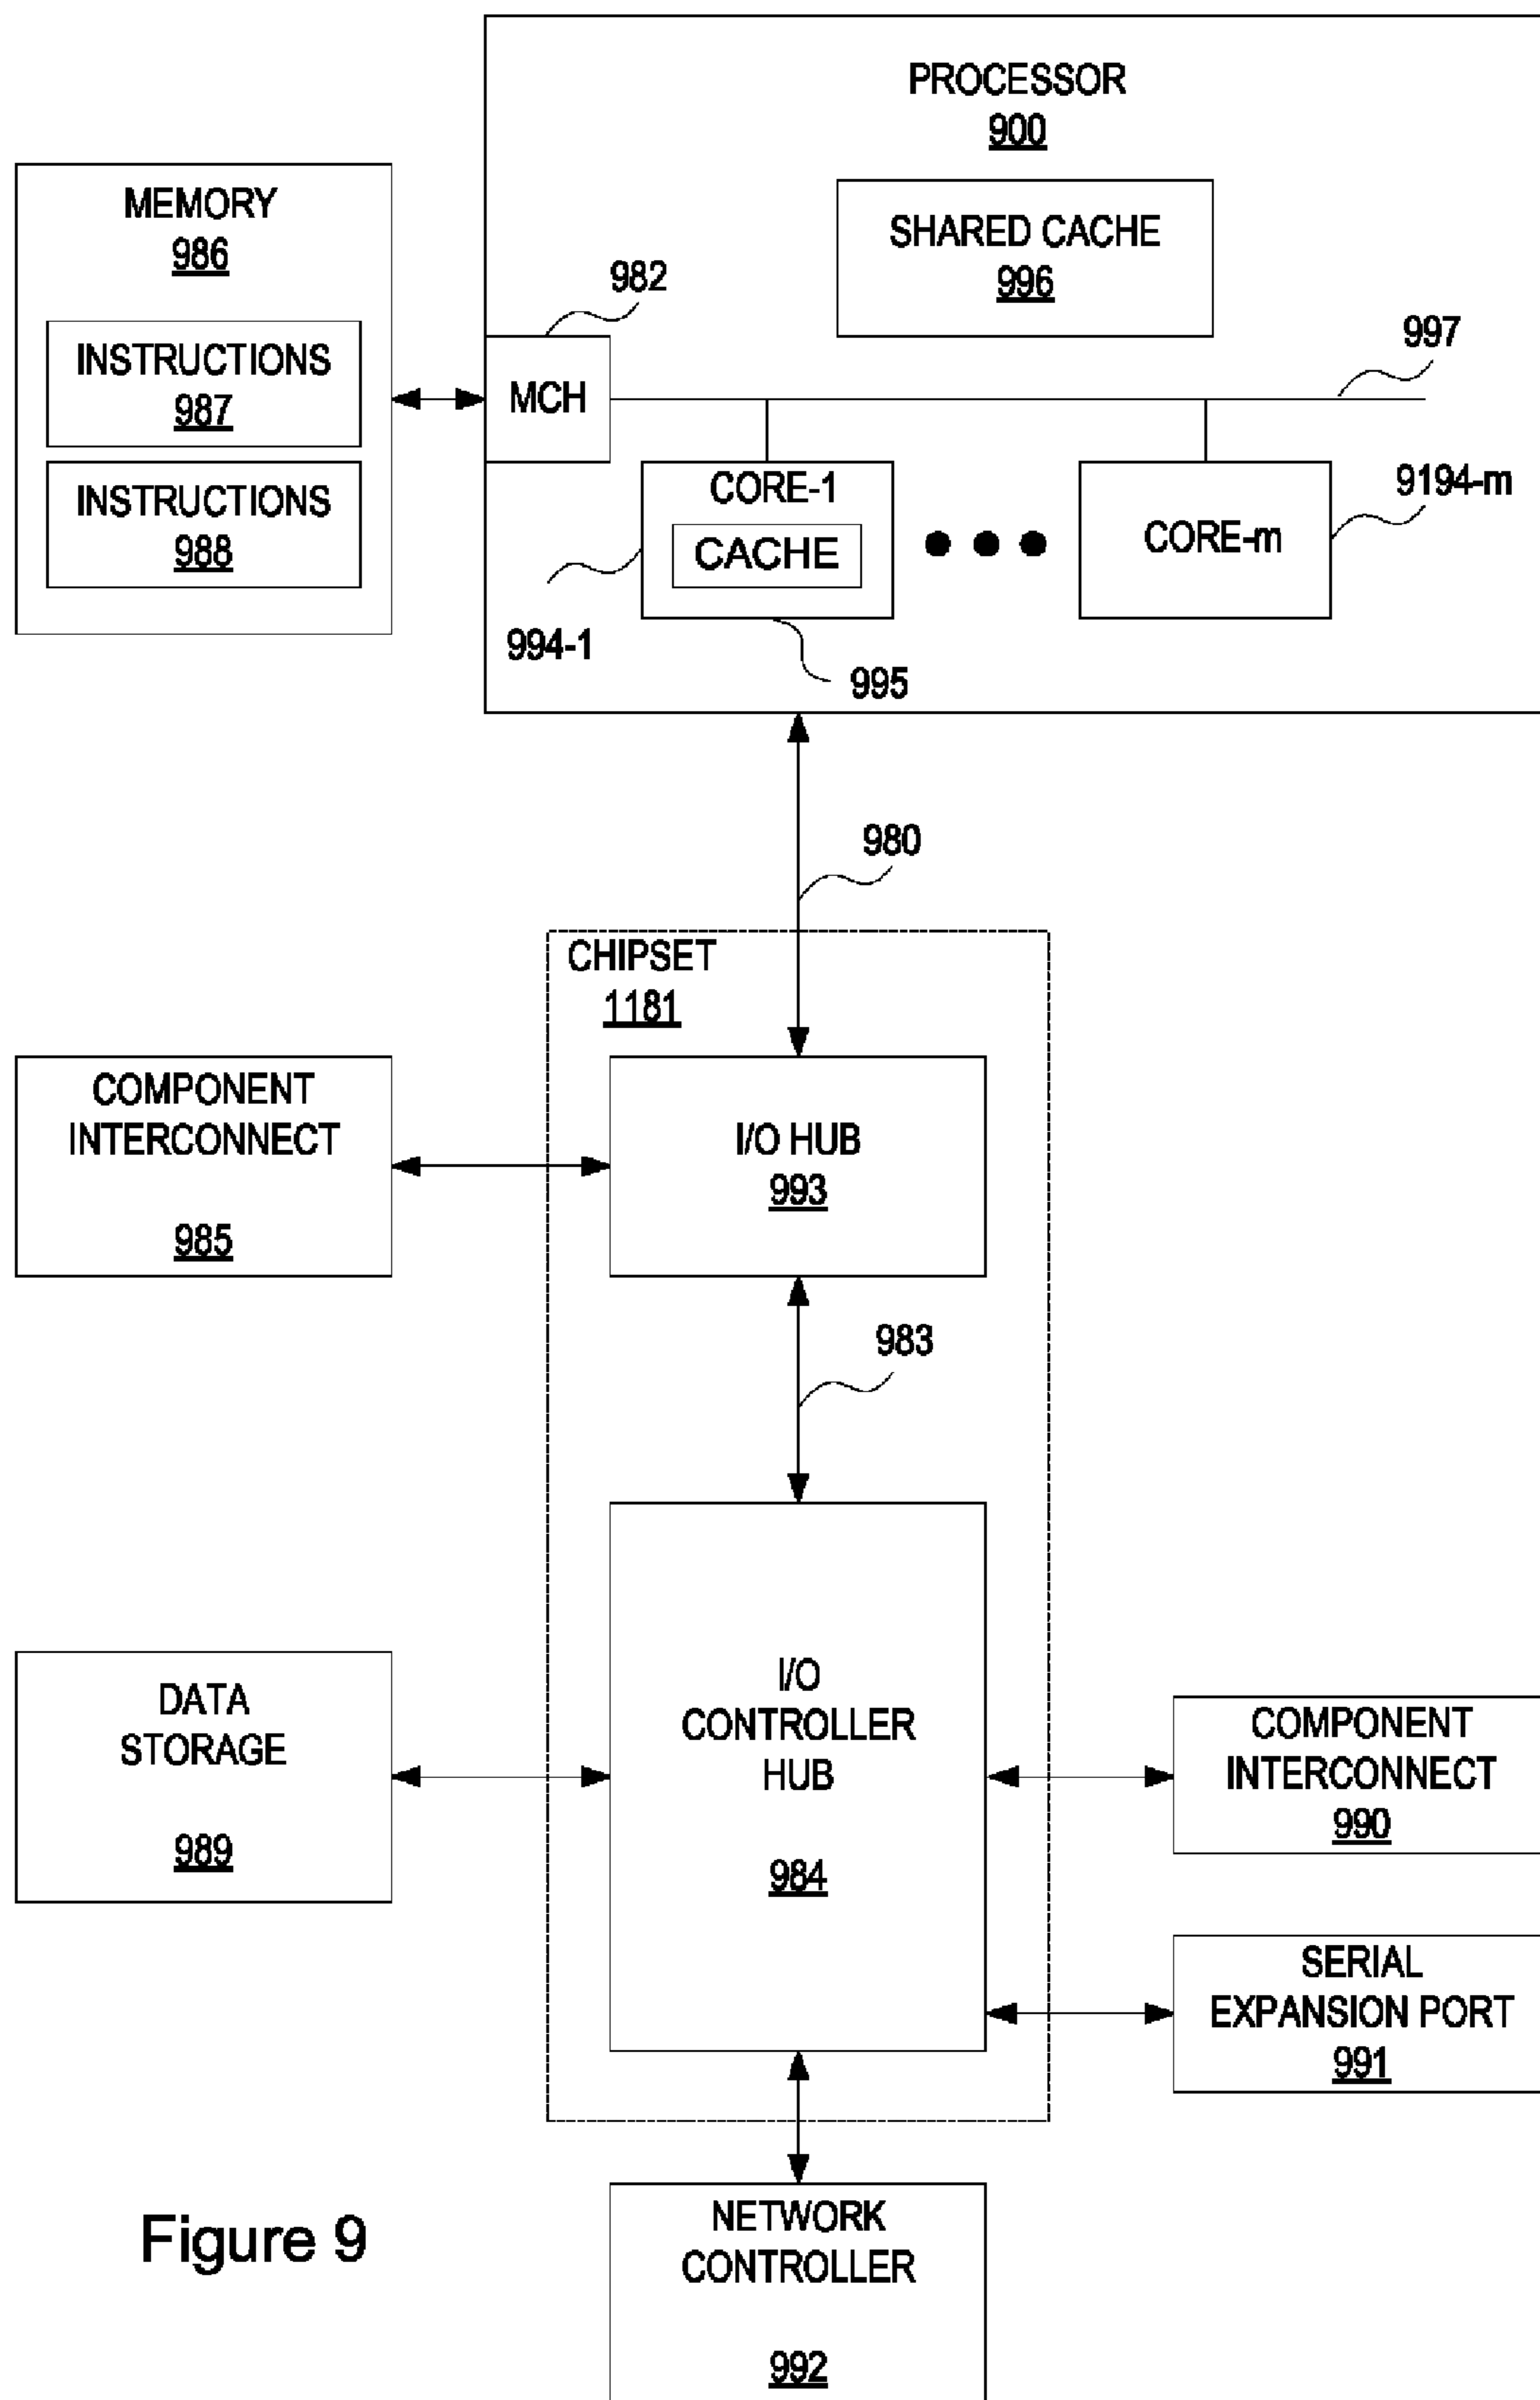 PROCESSOR
900
MEMORY
986
SHARED CACHE
996
982
INSTRUCTIONS
987
997
MCH
INSTRUCTIONS
988
CORE-1
CACHE
CORE-m
9194-m
994-1
995
980
CHIPSET
1181
COMPONENT
INTERCONNECT
985
I/O HUB
993
983
DATA
STORAGE
989
I/O
CONTROLLER
HUB
984
COMPONENT
INTERCONNECT
990
SERIAL
EXPANSION PORT
991
NETWORK
CONTROLLER
992
Figure 9